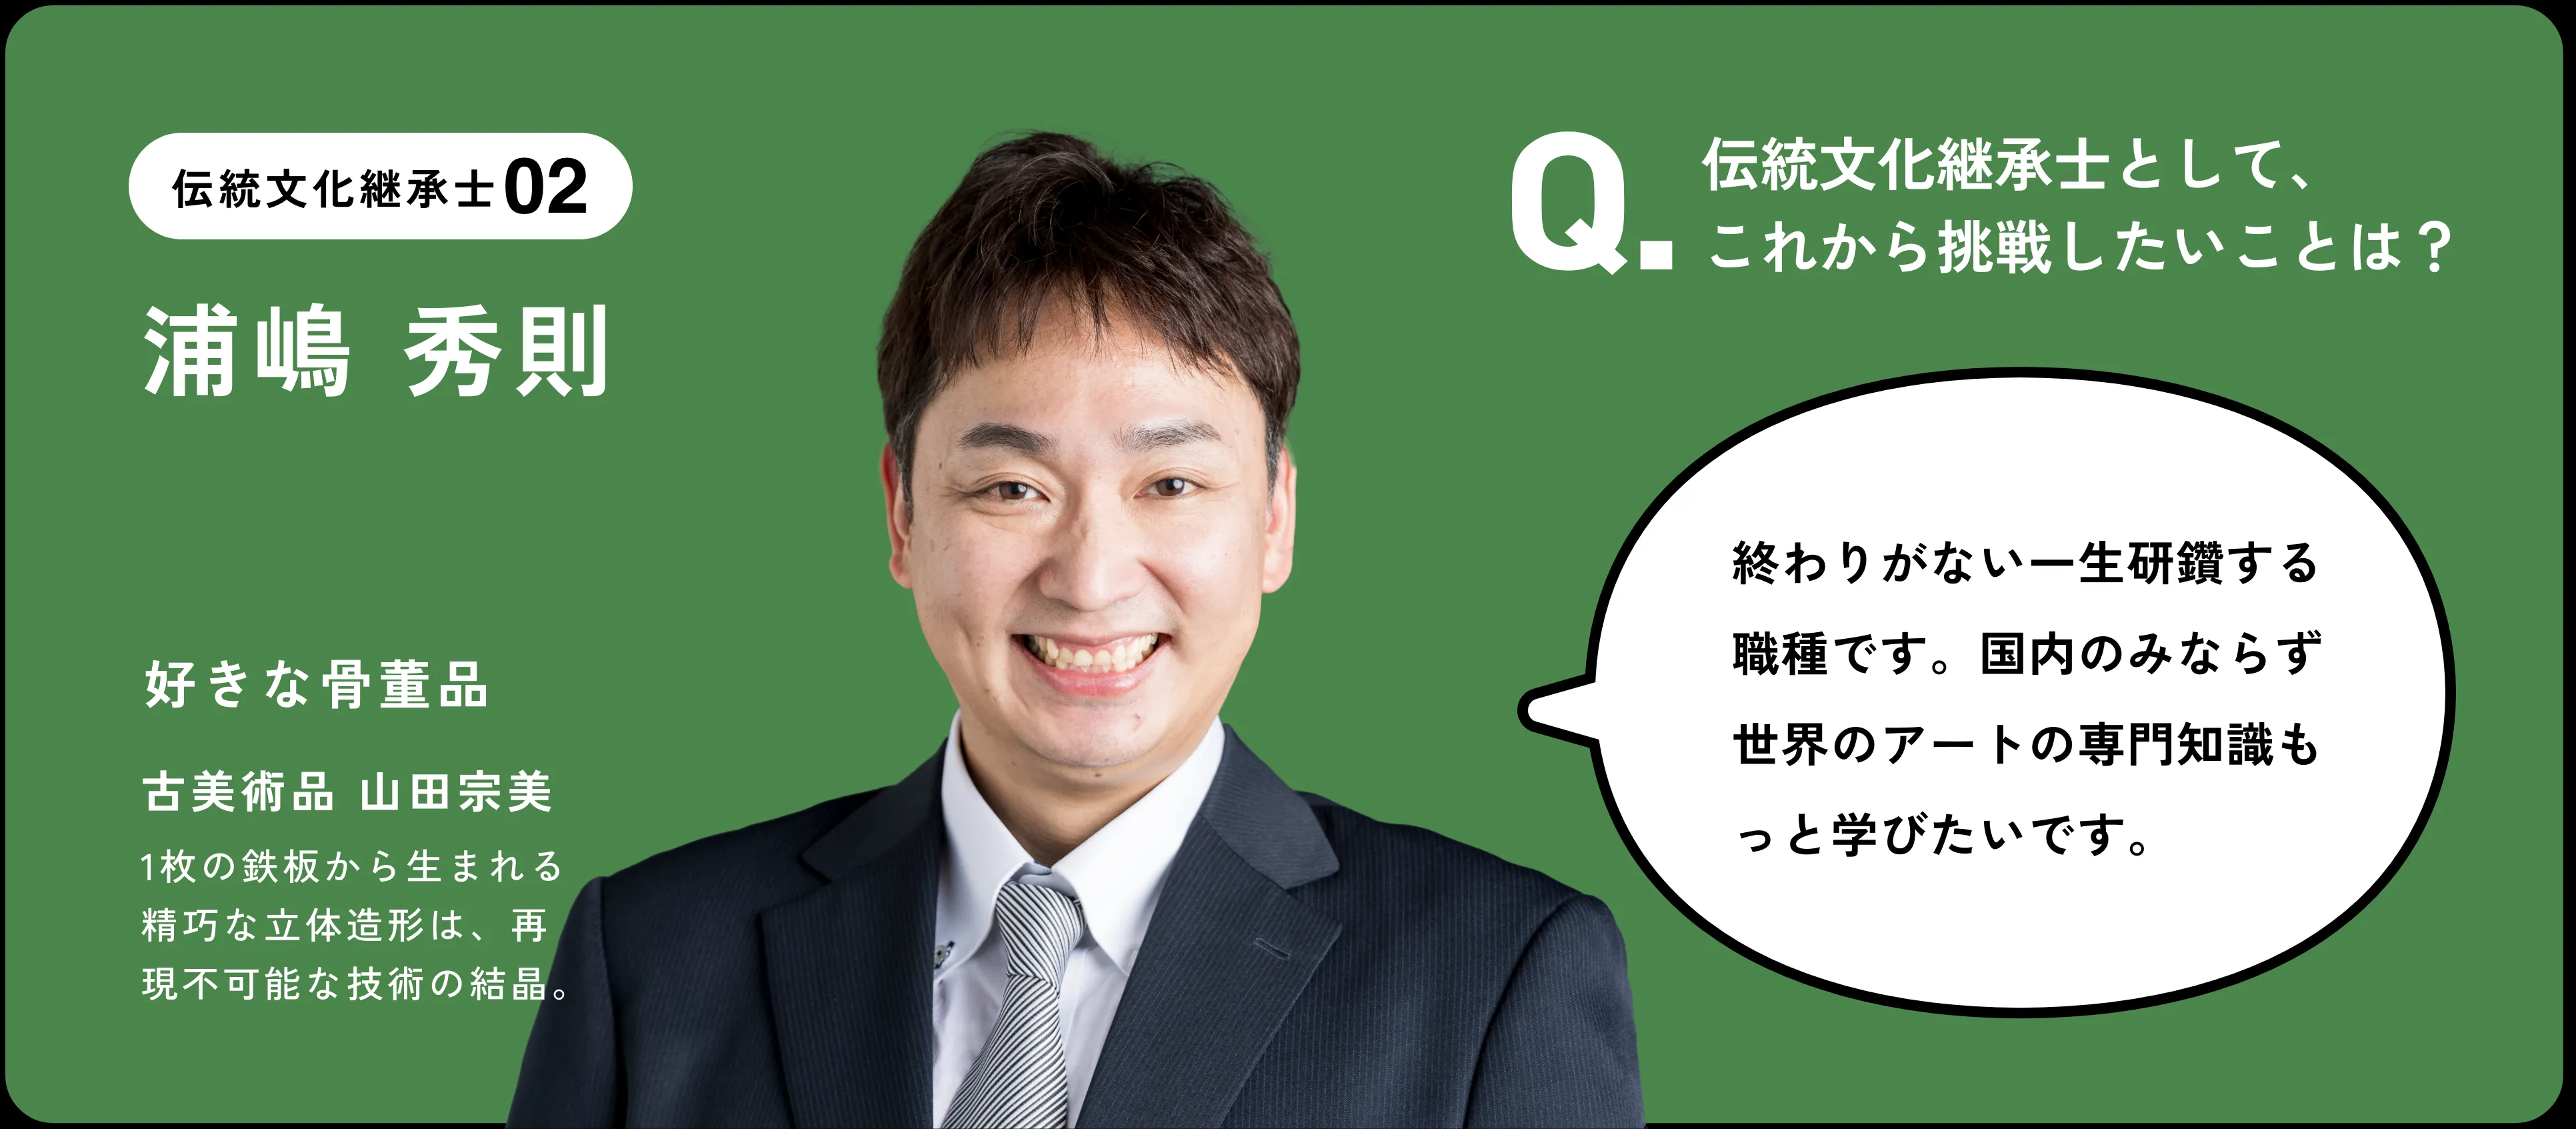 伝統文化継承士02
浦嶋 秀則
好きな骨董品
古美術品 山田宗美
1枚の鉄板から生まれる
精巧な立体造形は、再
現不可能な技術の結晶。
Q.
伝統文化継承士として、
これから挑戦したいことは？
終わりがない一生研鑽する
職種です。国内のみならず
世界のアートの専門知識も
っと学びたいです。